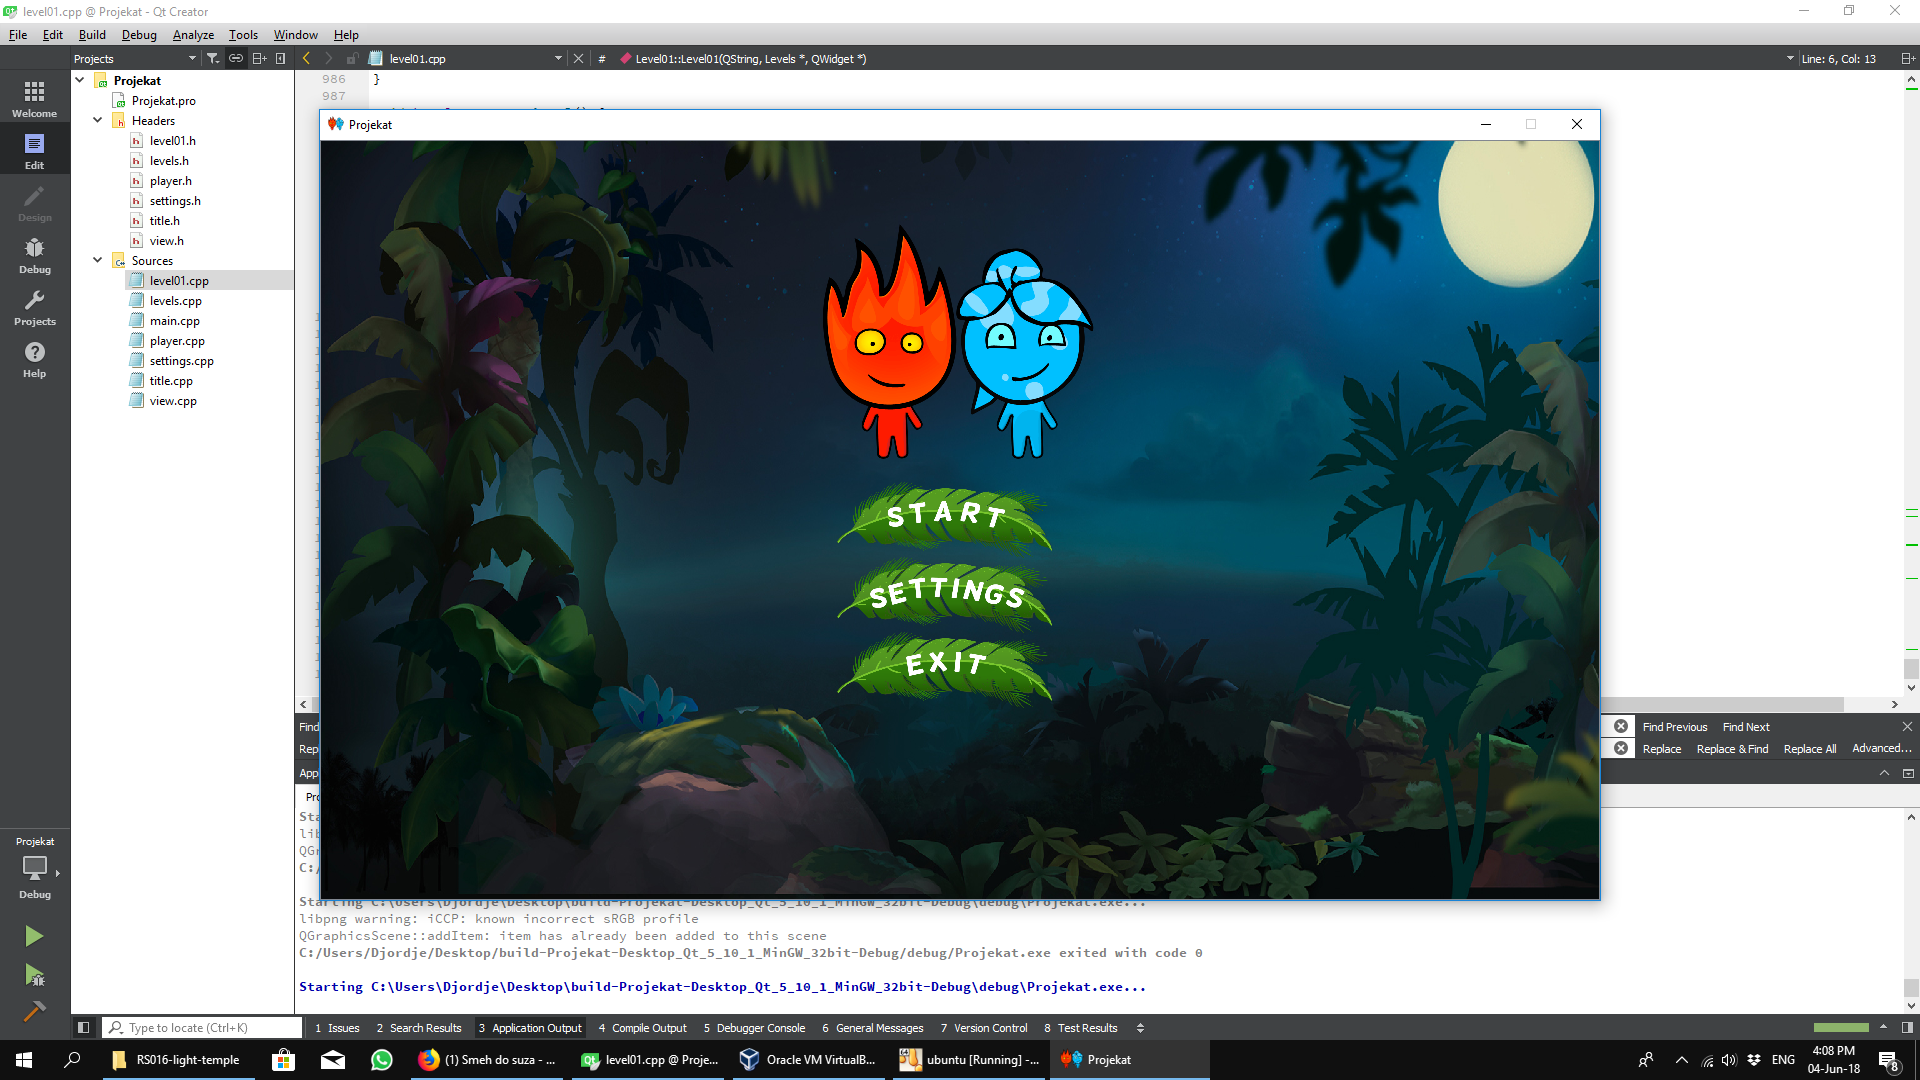 level01.cpp @ Projekat - Qt Creator
File Edit Build Debug Analyze Tools Window Help
Projects level01.cpp # Level01::Level01(QString, Levels *, QWidget *) Line: 6, Col: 13
Welcome
Edit
Design
Debug
Projects
Help
Projekat
Debug
Projekat
Projekat.pro
Headers
level01.h
levels.h
player.h
settings.h
title.h
view.h
Sources
level01.cpp
levels.cpp
main.cpp
player.cpp
settings.cpp
title.cpp
view.cpp
986 }
987
Projekat
START
SETTINGS
EXIT
Find Previous Find Next
Replace Replace & Find Replace All Advanced...
Starting C:\Users\Djordje\Desktop\build-Projekat-Desktop_Qt_5_10_1_MinGW_32bit-Debug\debug\Projekat.exe...
libpng warning: iCCP: known incorrect sRGB profile
QGraphicsScene::addItem: item has already been added to this scene
C:/Users/Djordje/Desktop/build-Projekat-Desktop_Qt_5_10_1_MinGW_32bit-Debug/debug/Projekat.exe exited with code 0
Starting C:\Users\Djordje\Desktop\build-Projekat-Desktop_Qt_5_10_1_MinGW_32bit-Debug\debug\Projekat.exe...
Type to locate (Ctrl+K) 1 Issues 2 Search Results 3 Application Output 4 Compile Output 5 Debugger Console 6 General Messages 7 Version Control 8 Test Results
RS016-light-temple (1) Smeh do suza - ... level01.cpp @ Proje... Oracle VM VirtualB... ubuntu [Running] -... Projekat ENG 4:08 PM
04-Jun-18 8